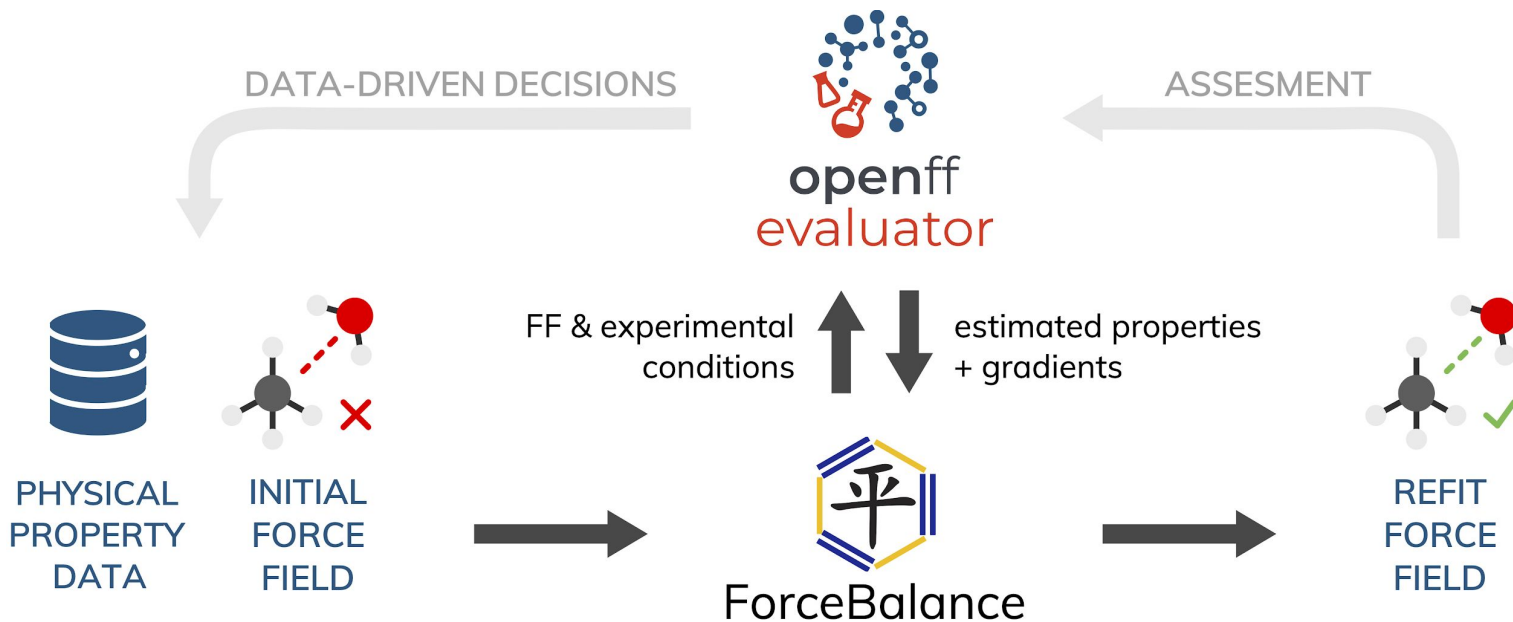 DATA-DRIVEN DECISIONS
ASSESMENT
openff
evaluator
FF & experimental
conditions
estimated properties
+ gradients
PHYSICAL
PROPERTY
DATA
INITIAL
FORCE
FIELD
平
ForceBalance
REFIT
FORCE
FIELD